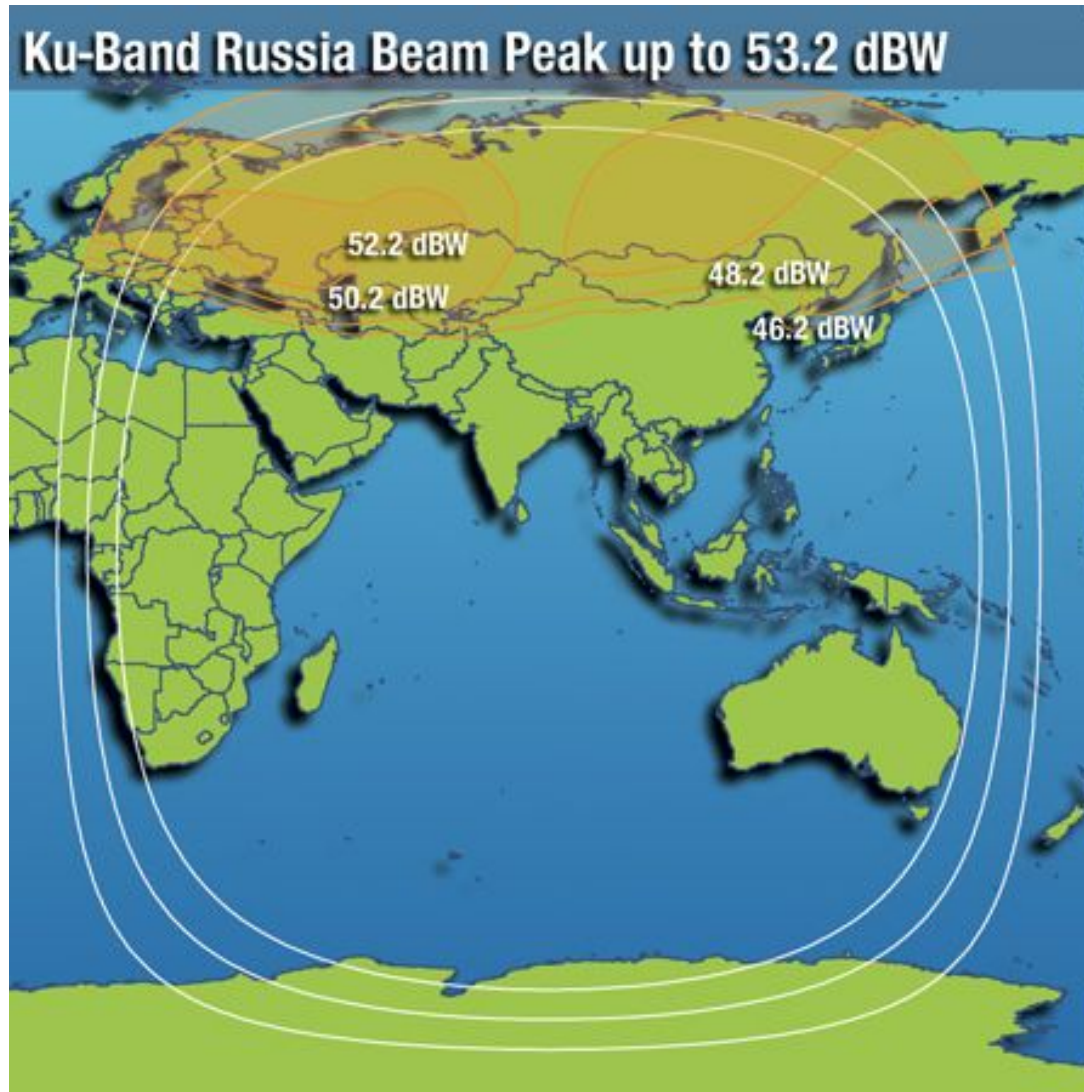 Ku-Band Russia Beam Peak up to 53.2 dBW
52.2 dBW
48.2 dBW
50.2 dBW
46.2 dBW